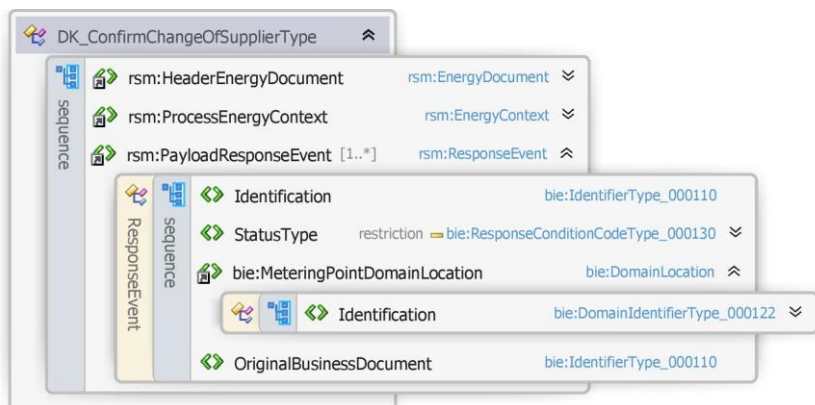 DK_ConfirmChangeOfSupplierType
sequence
rsm:HeaderEnergyDocument rsm:EnergyDocument
rsm:ProcessEnergyContext rsm:EnergyContext
rsm:PayloadResponseEvent [1..*] rsm:ResponseEvent
ResponseEvent
sequence
Identification bie:IdentifierType_000110
StatusType restriction bie:ResponseConditionCodeType_000130
bie:MeteringPointDomainLocation bie:DomainLocation
Identification bie:DomainIdentifierType_000122
OriginalBusinessDocument bie:IdentifierType_000110